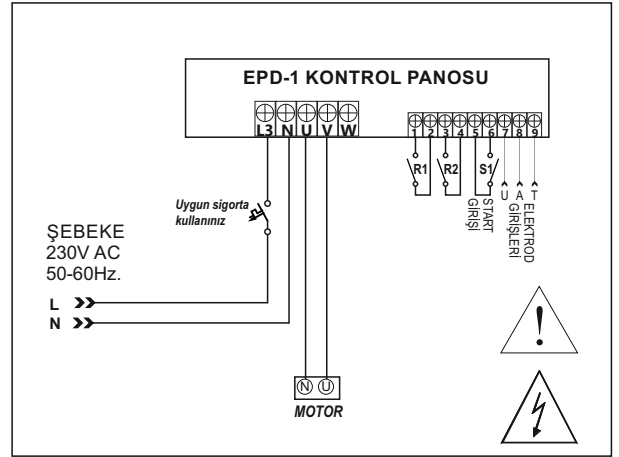 EPD-1 KONTROL PANOSU
L3 N U V W
1 2 3 4 5 6 7 8 9
R1 R2 S1
U A T
START
GİRİŞİ
ELEKTROD
GİRİŞLERİ
Uygun sigorta
kullanınız
ŞEBEKE
230V AC
50-60Hz.
L
N
N U
MOTOR
!